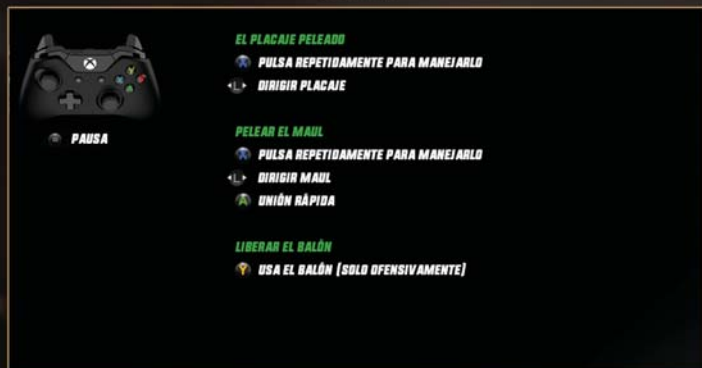 EL PLACAJE PELEADO
X PULSA REPETIDAMENTE PARA MANEJARLO
L DIRIGIR PLACAJE
PAUSA
PELEAR EL MAUL
X PULSA REPETIDAMENTE PARA MANEJARLO
L DIRIGIR MAUL
A UNIÓN RÁPIDA
LIBERAR EL BALÓN
Y USA EL BALÓN (SOLO OFENSIVAMENTE)